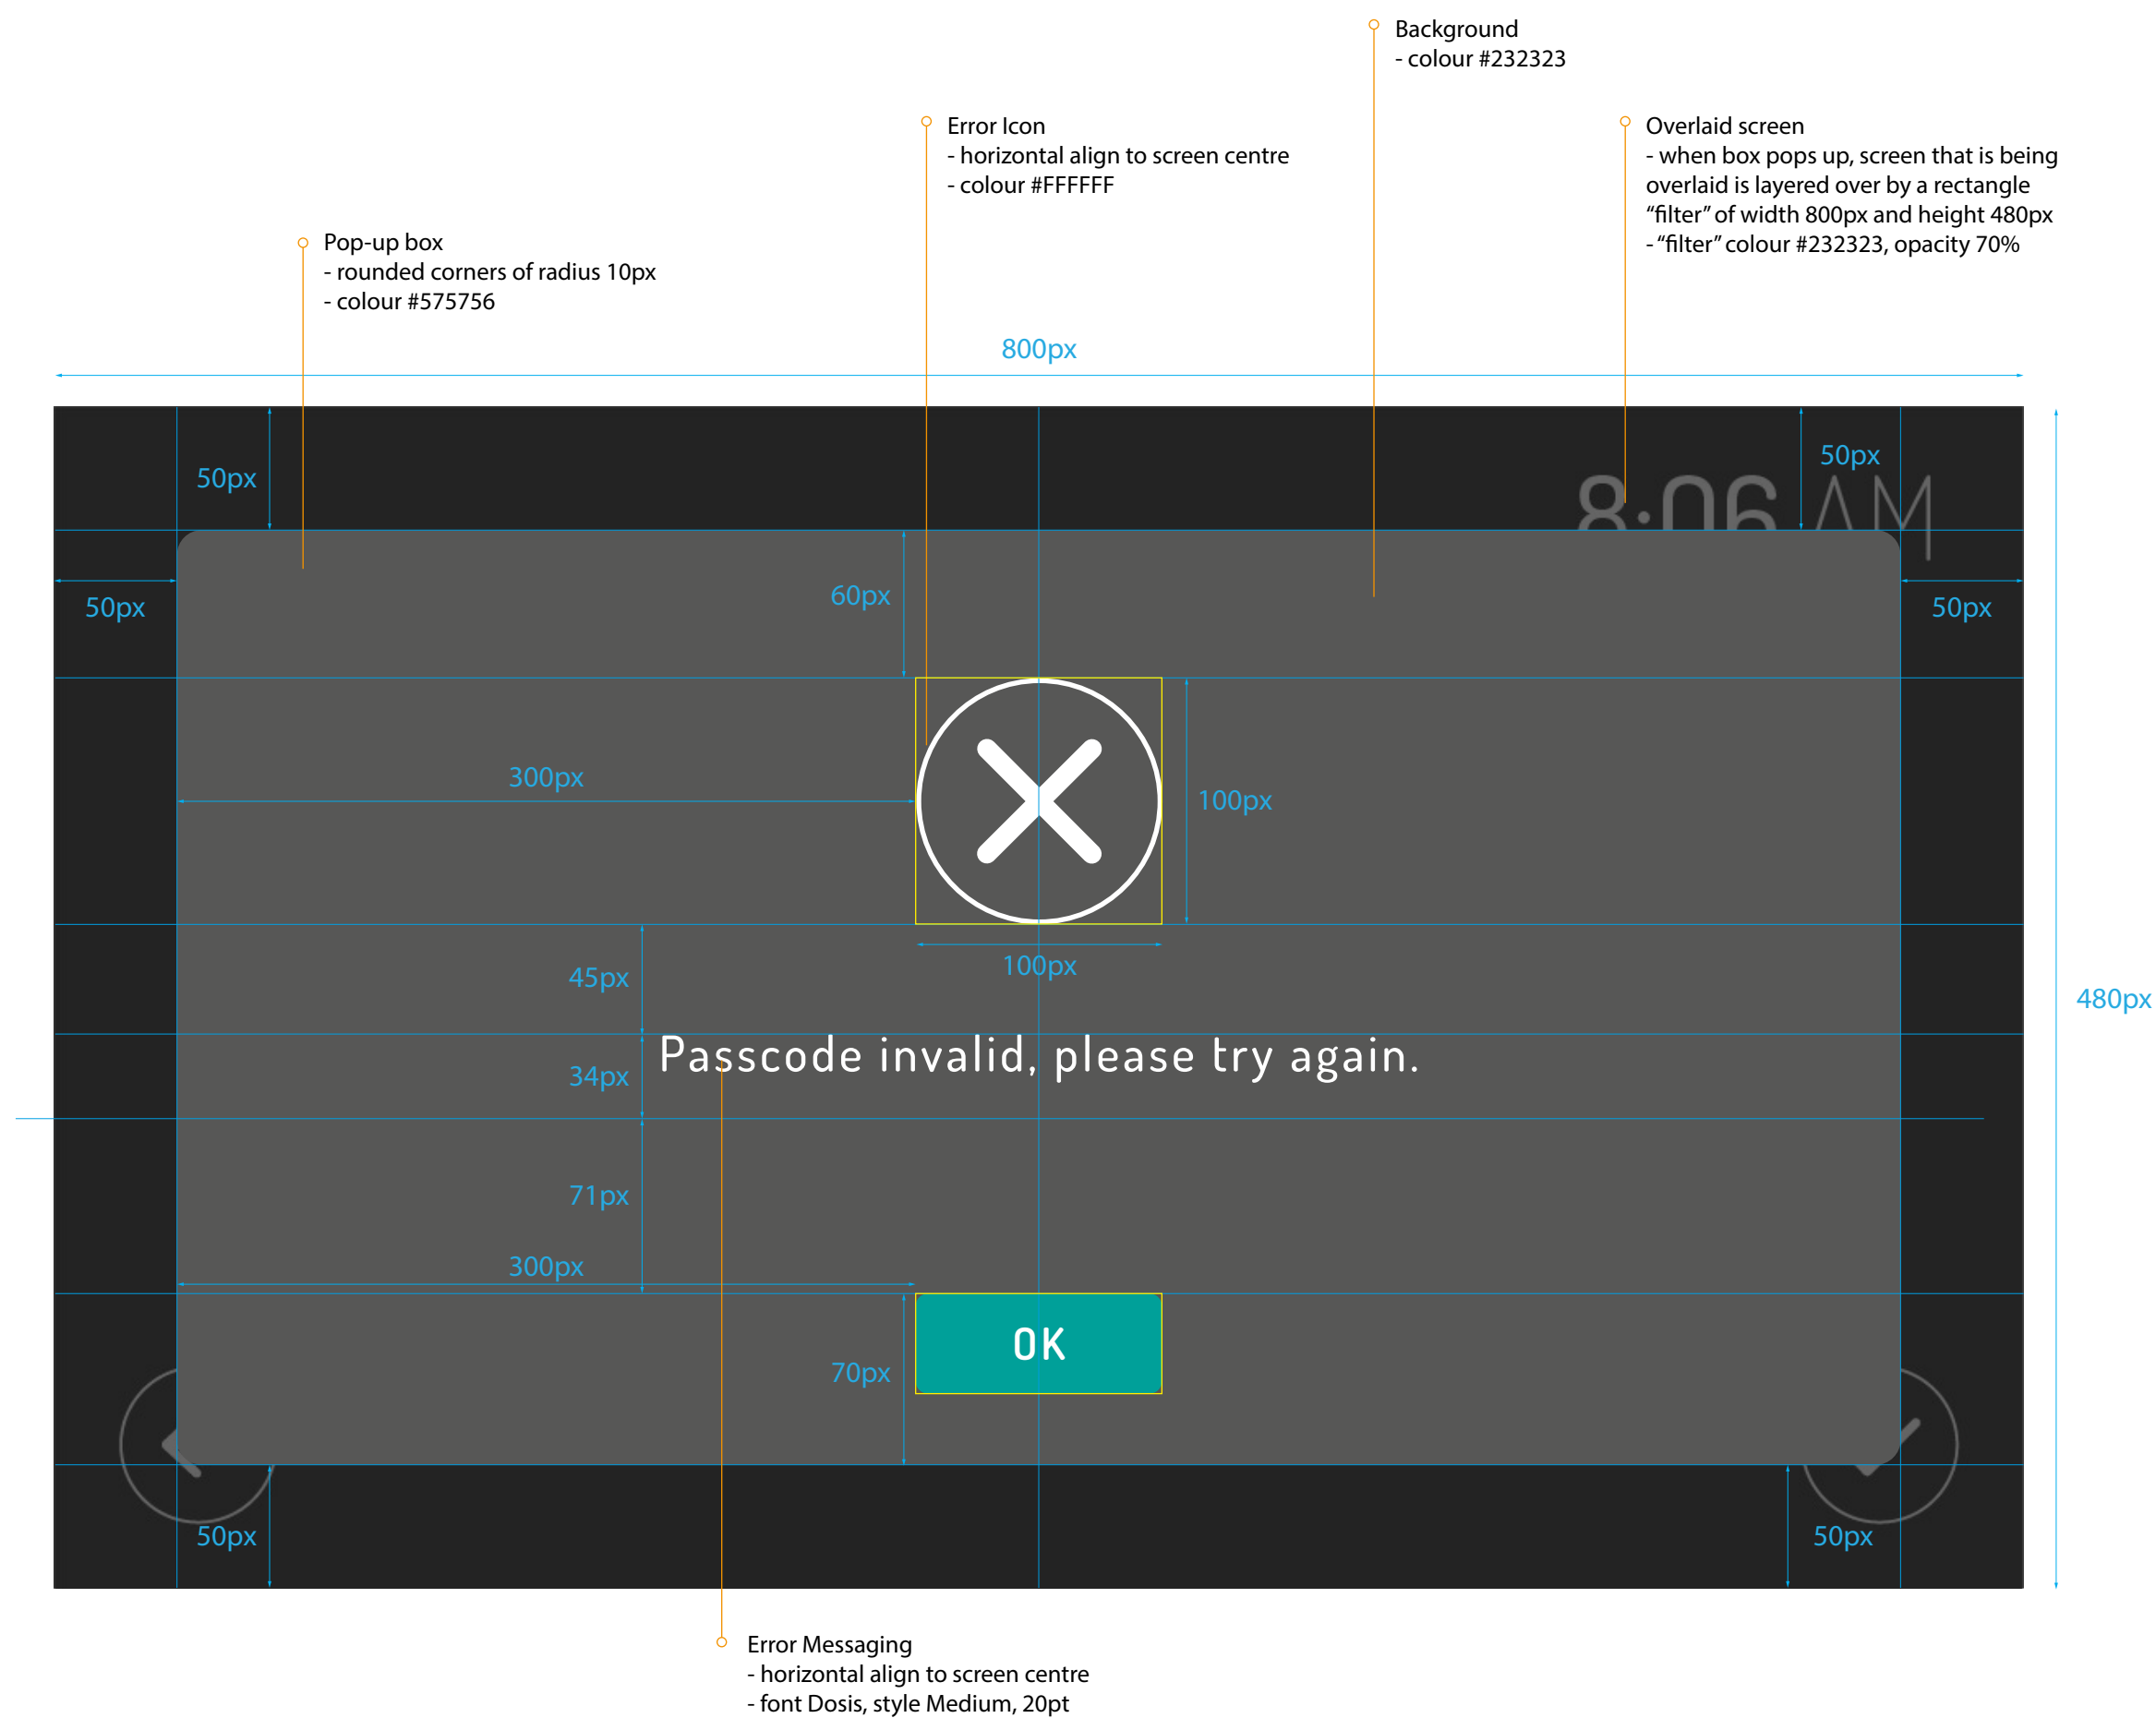 Background
- colour #232323
Error Icon
- horizontal align to screen centre
- colour #FFFFFF
Overlaid screen
- when box pops up, screen that is being
overlaid is layered over by a rectangle
“filter” of width 800px and height 480px
- “filter” colour #232323, opacity 70%
Pop-up box
- rounded corners of radius 10px
- colour #575756
800px
50px
50px
8:06 AM
50px
60px
50px
300px
100px
100px
45px
480px
Passcode invalid, please try again.
34px
71px
300px
OK
70px
50px
50px
Error Messaging
- horizontal align to screen centre
- font Dosis, style Medium, 20pt